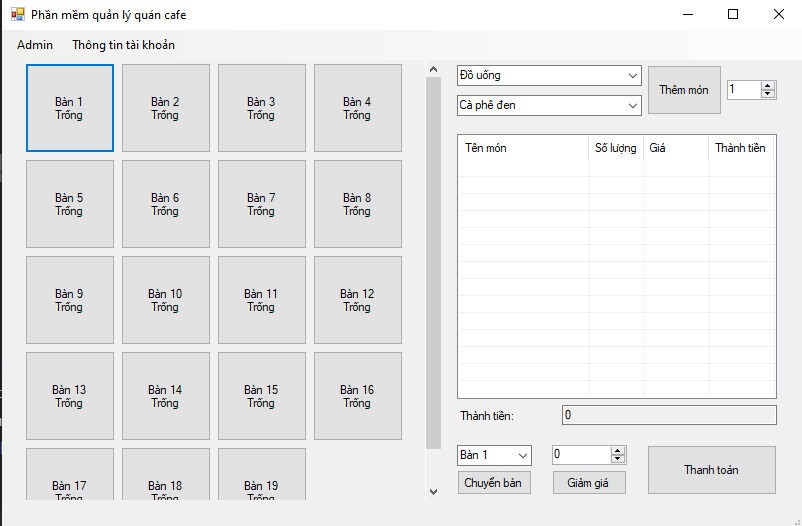 Phần mềm quản lý quán cafe
Admin Thông tin tài khoản
Bàn 1
Trống
Bàn 2
Trống
Bàn 3
Trống
Bàn 4
Trống
Bàn 5
Trống
Bàn 6
Trống
Bàn 7
Trống
Bàn 8
Trống
Bàn 9
Trống
Bàn 10
Trống
Bàn 11
Trống
Bàn 12
Trống
Bàn 13
Trống
Bàn 14
Trống
Bàn 15
Trống
Bàn 16
Trống
Bàn 17
Trống
Bàn 18
Trống
Bàn 19
Trống
Đồ uống
Cà phê đen
Thêm món
1
Tên món Số lượng Giá Thành tiền
Thành tiền: 0
Bàn 1
0
Chuyển bàn
Giảm giá
Thanh toán